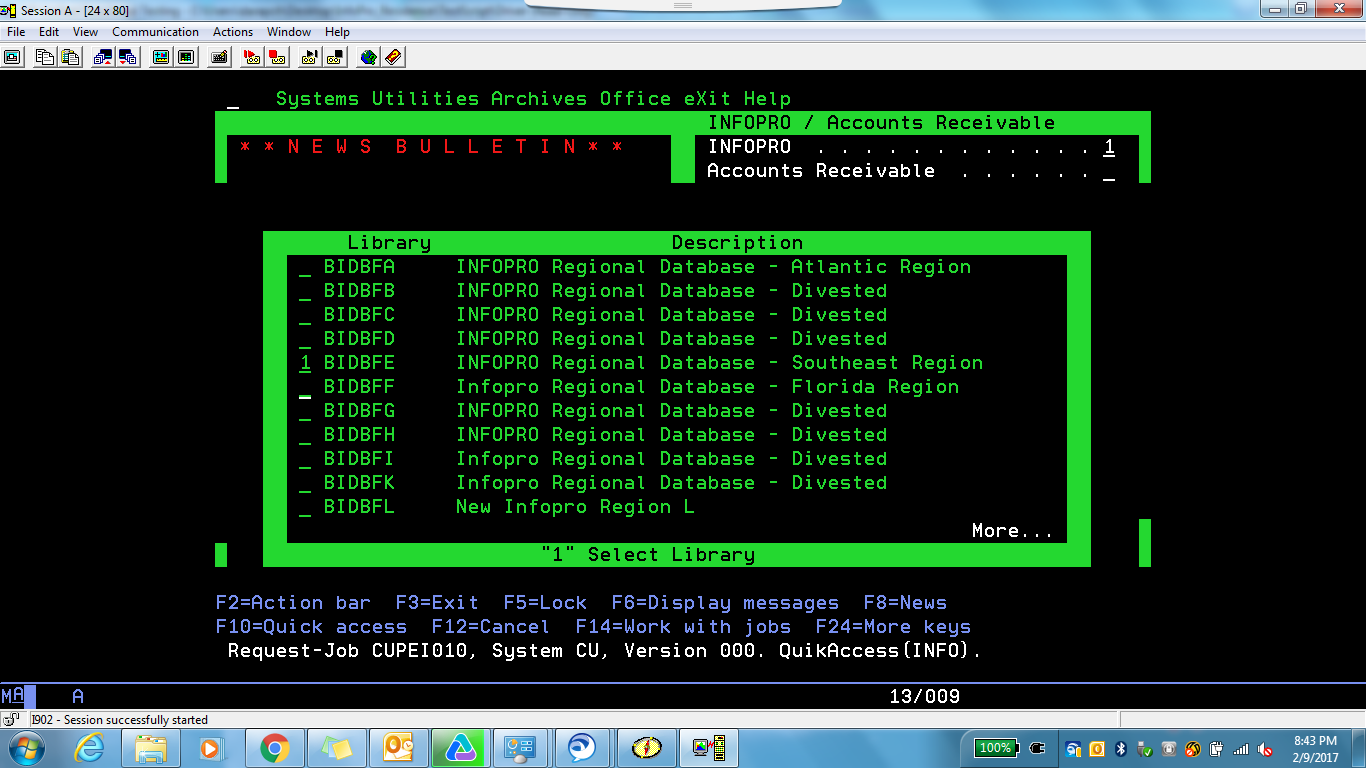 Session A - [24 x 80]
File Edit View Communication Actions Window Help
_ Systems Utilities Archives Office eXit Help
INFOPRO / Accounts Receivable
* * N E W S B U L L E T I N * *
INFOPRO . . . . . . . . . . . . 1
Accounts Receivable . . . . . . _
Library Description
_ BIDBFA INFOPRO Regional Database - Atlantic Region
_ BIDBFB INFOPRO Regional Database - Divested
_ BIDBFC INFOPRO Regional Database - Divested
_ BIDBFD INFOPRO Regional Database - Divested
1 BIDBFE INFOPRO Regional Database - Southeast Region
_ BIDBFF Infopro Regional Database - Florida Region
_ BIDBFG INFOPRO Regional Database - Divested
_ BIDBFH INFOPRO Regional Database - Divested
_ BIDBFI Infopro Regional Database - Divested
_ BIDBFK Infopro Regional Database - Divested
_ BIDBFL New Infopro Region L
More...
"1" Select Library
F2=Action bar F3=Exit F5=Lock F6=Display messages F8=News
F10=Quick access F12=Cancel F14=Work with jobs F24=More keys
Request-Job CUPEIO10, System CU, Version 000. QuikAccess(INFO).
MA A 13/009
I902 - Session successfully started
100%
8:43 PM
2/9/2017